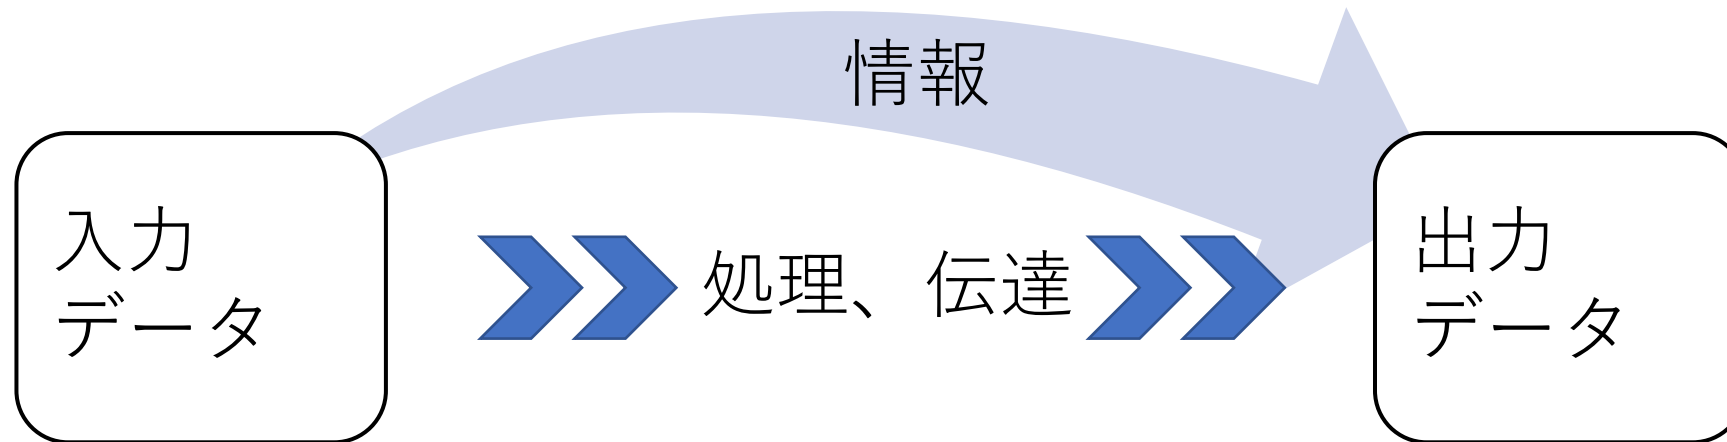 情報
入力
データ
処理、伝達
出力
データ